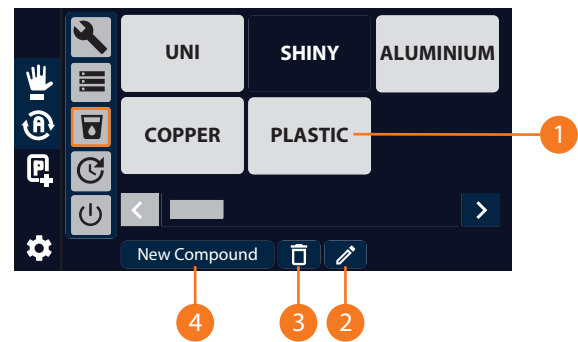 UNI SHINY ALUMINIUM
COPPER PLASTIC
1
A
P
New Compound
4 3 2